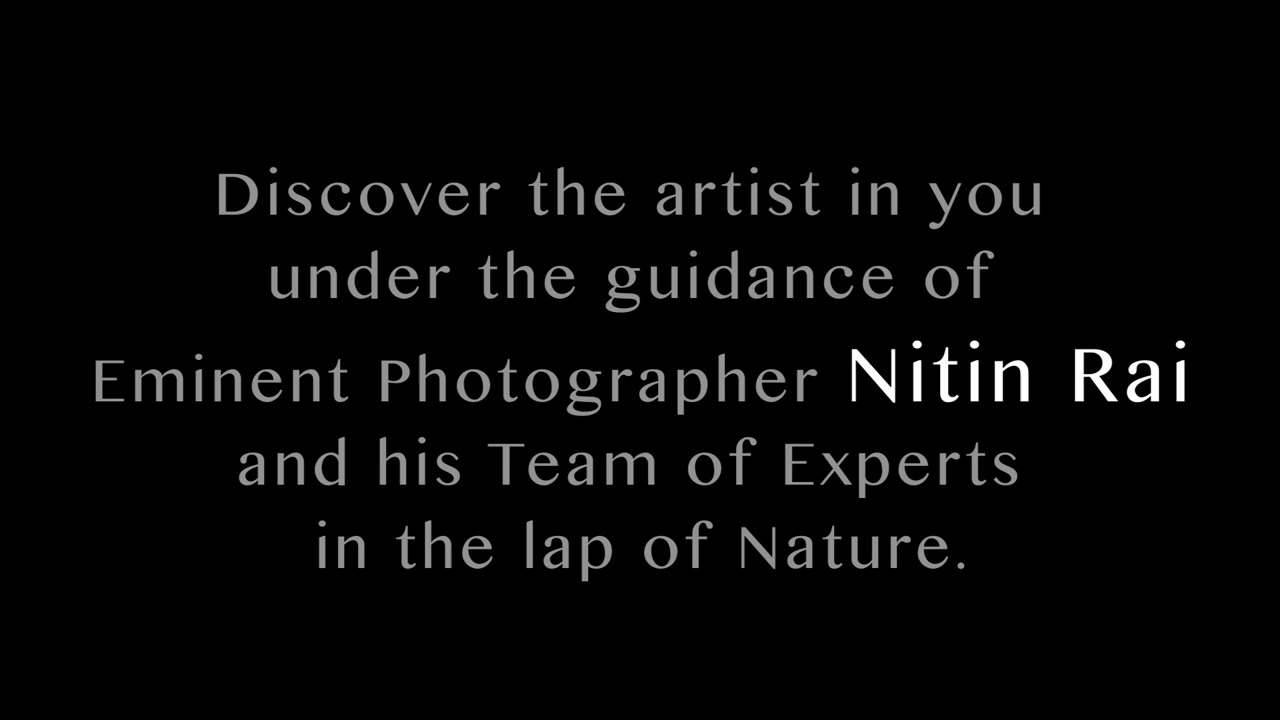 Discover the artist in you
under the guidance of
Eminent Photographer Nitin Rai
and his Team of Experts
in the lap of Nature.